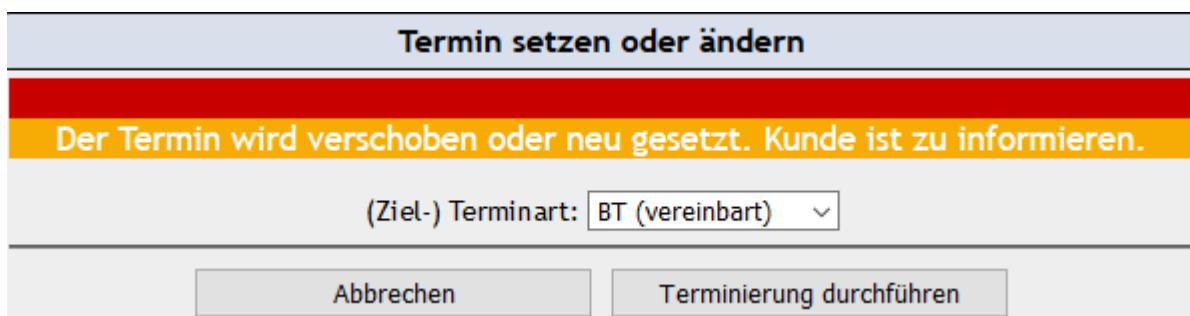 Termin setzen oder ändern
Der Termin wird verschoben oder neu gesetzt. Kunde ist zu informieren.
(Ziel-) Terminart: BT (vereinbart)
Abbrechen Terminierung durchführen